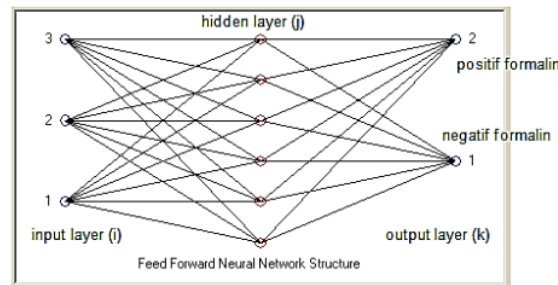 hidden layer (j)
3
2
positif formalin
2
negatif formalin
1
1
input layer (i)
output layer (k)
Feed Forward Neural Network Structure